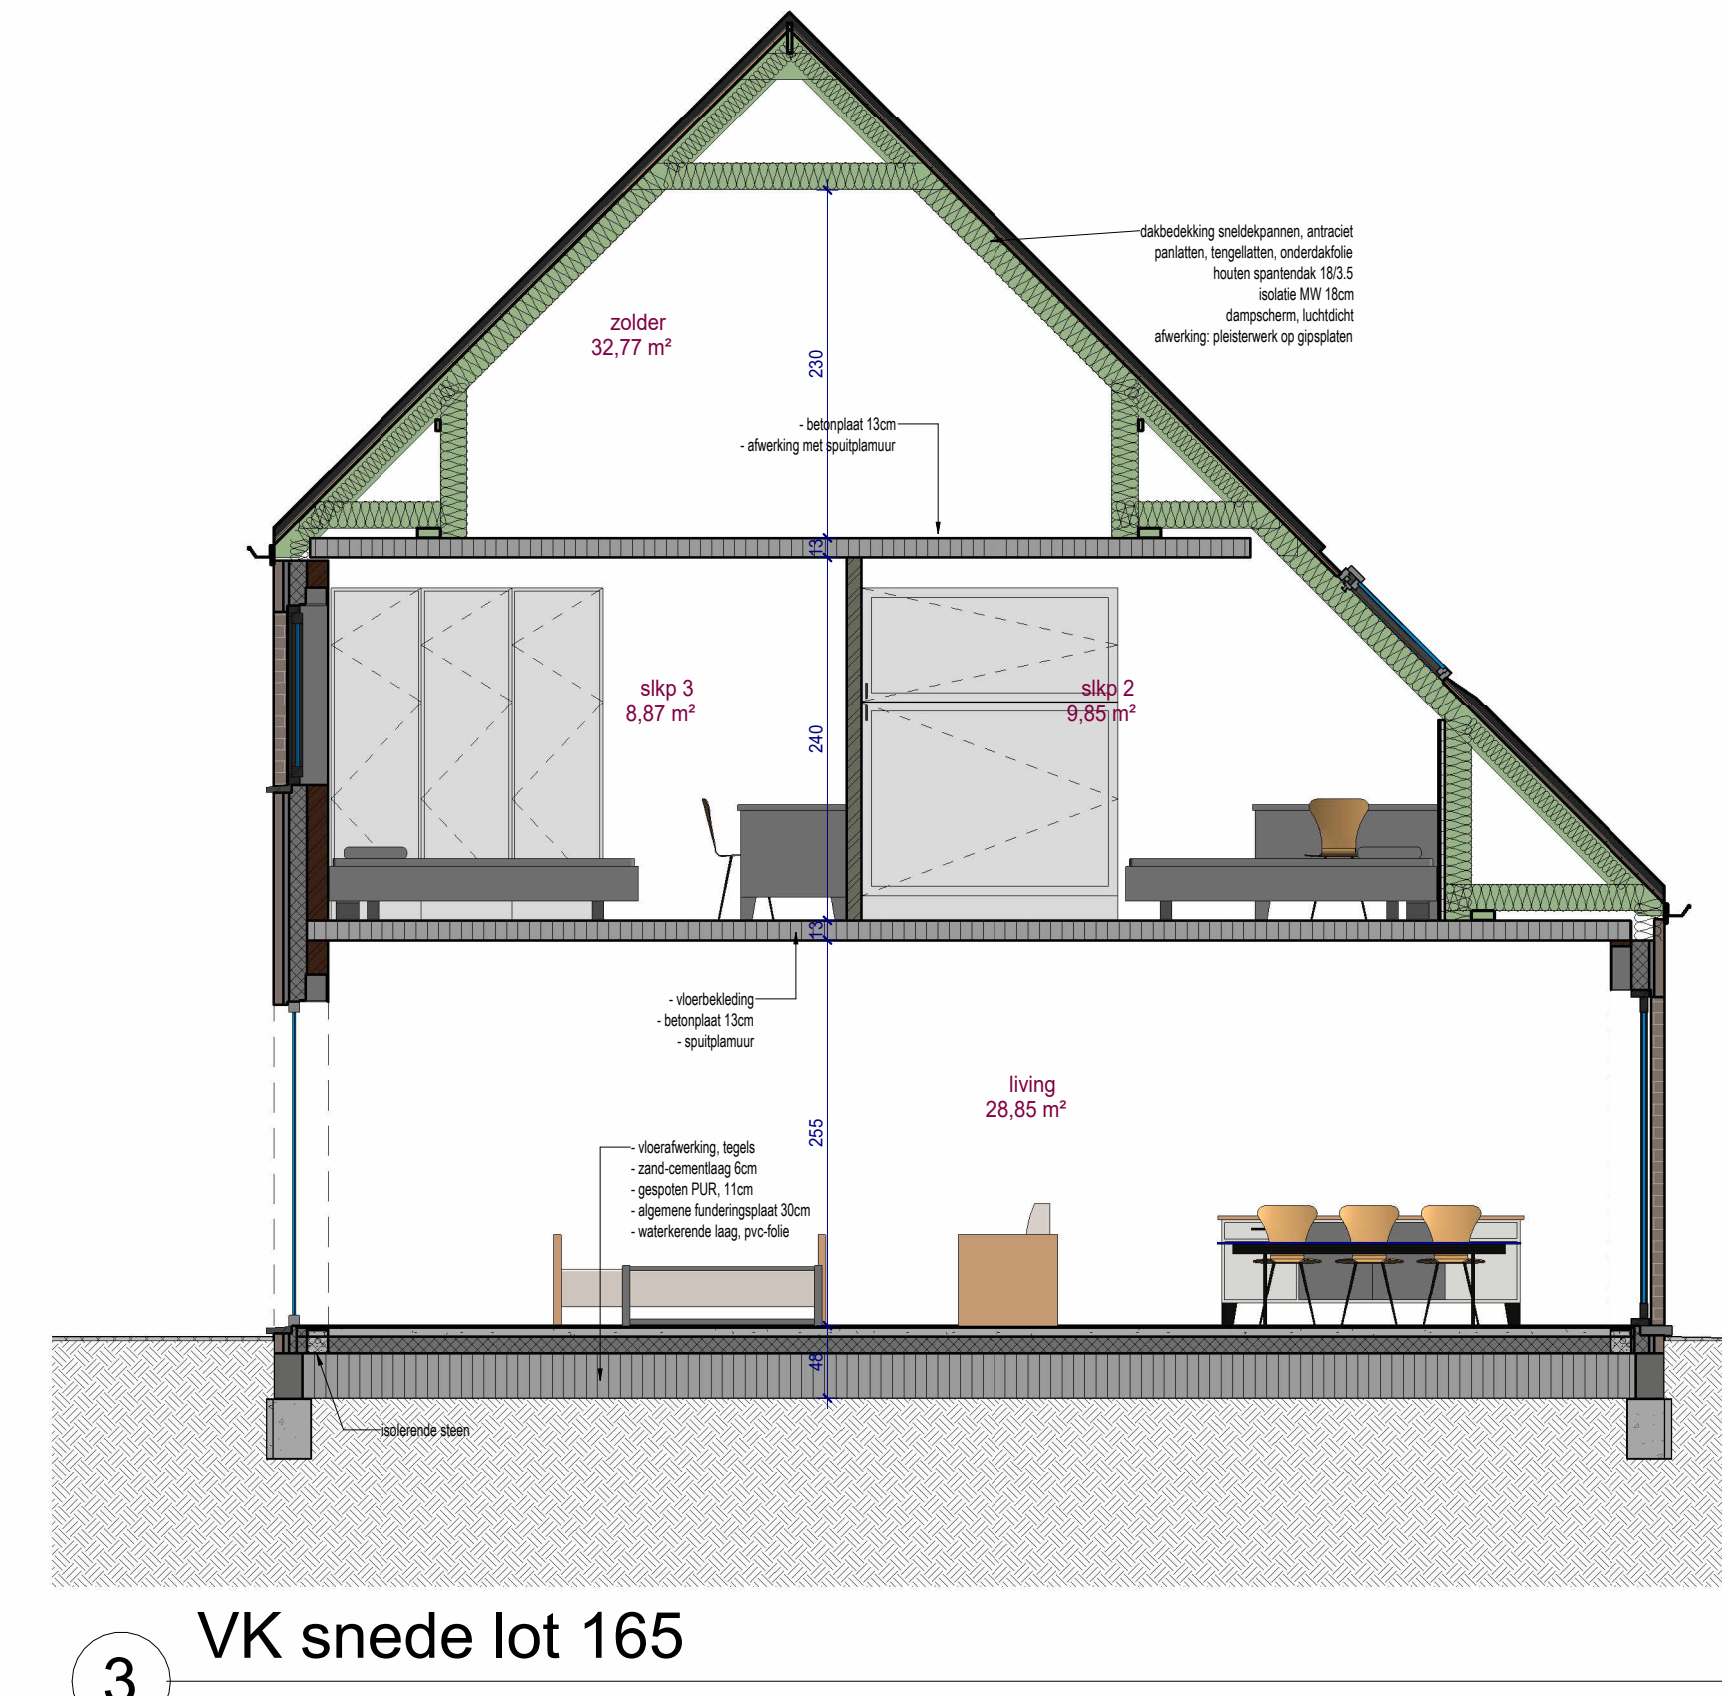 dakbedekking sneldekpannen, antraciet
panlatten, tengellatten, onderdakfolie
houten spantendak 18/3.5
isolatie MW 18cm
dampscherm, luchtdicht
afwerking: pleisterwerk op gipsplaten
zolder
32,77 m²
230
- betonplaat 13cm
- afwerking met spuitplamuur
13
slkp 3
8,87 m²
slkp 2
9,85 m²
240
13
- vloerbekleding
- betonplaat 13cm
- spuitplamuur
living
28,85 m²
255
- vloerafwerking, tegels
- zand-cementlaag 6cm
- gespoten PUR, 11cm
- algemene funderingsplaat 30cm
- waterkerende laag, pvc-folie
48
isolerende steen
VK snede lot 165
3